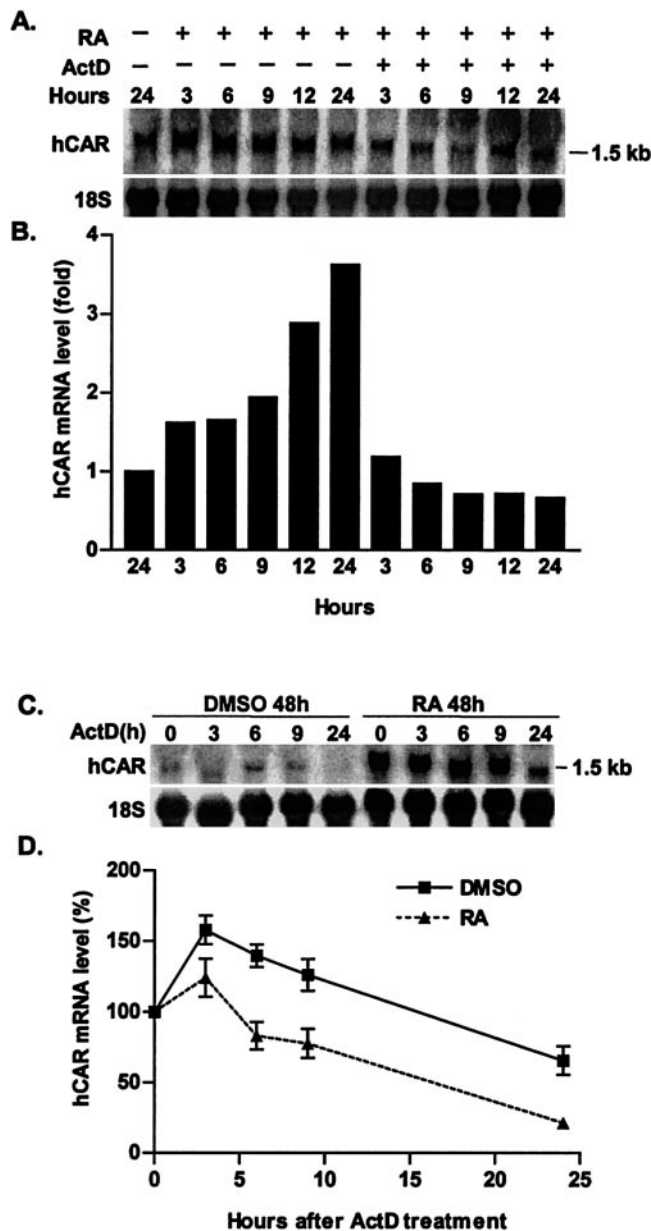 A.
RA − + + + + + + + + + +
ActD − − − − − − + + + + +
Hours 24 3 6 9 12 24 3 6 9 12 24
hCAR
1.5 kb
18S
B.
hCAR mRNA level (fold)
4
3
2
1
0
24 3 6 9 12 24 3 6 9 12 24
Hours
C.
DMSO 48h RA 48h
ActD(h) 0 3 6 9 24 0 3 6 9 24
hCAR
1.5 kb
18S
D.
hCAR mRNA level (%)
200
150
100
50
0
DMSO
RA
0 5 10 15 20 25
Hours after ActD treatment